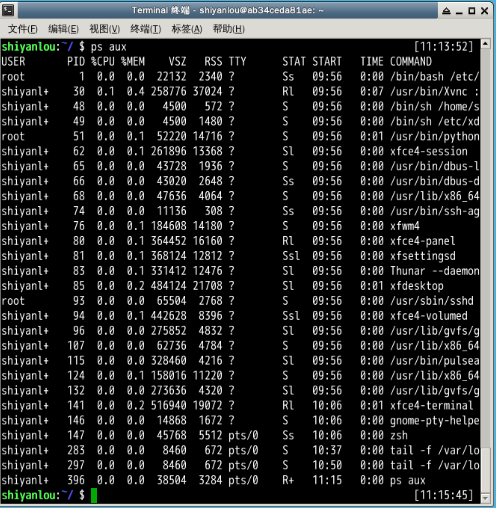 Terminal 终端 - shiyanlou@ab34ceda81ae: ~
文件(F) 编辑(E) 视图(V) 终端(T) 标签(A) 帮助(H)
shiyanlou:~/ $ ps aux [11:13:52]
USER PID %CPU %MEM VSZ RSS TTY STAT START TIME COMMAND
root 1 0.0 0.0 22132 2340 ? Ss 09:56 0:00 /bin/bash /etc/
shiyanl+ 30 0.1 0.4 258776 37024 ? Rl 09:56 0:07 /usr/bin/Xvnc :
shiyanl+ 48 0.0 0.0 4500 572 ? S 09:56 0:00 /bin/sh /home/s
shiyanl+ 49 0.0 0.0 4500 1480 ? S 09:56 0:00 /bin/sh /etc/xd
root 51 0.0 0.1 52220 14716 ? S 09:56 0:01 /usr/bin/python
shiyanl+ 62 0.0 0.1 261896 13368 ? Sl 09:56 0:00 xfce4-session
shiyanl+ 65 0.0 0.0 43728 1936 ? S 09:56 0:00 /usr/bin/dbus-l
shiyanl+ 66 0.0 0.0 43020 2648 ? Ss 09:56 0:00 /usr/bin/dbus-d
shiyanl+ 68 0.0 0.0 47636 4064 ? S 09:56 0:00 /usr/lib/x86_64
shiyanl+ 74 0.0 0.0 11136 308 ? Ss 09:56 0:00 /usr/bin/ssh-ag
shiyanl+ 76 0.0 0.1 184608 14180 ? S 09:56 0:00 xfwm4
shiyanl+ 80 0.0 0.1 364452 16160 ? Rl 09:56 0:00 xfce4-panel
shiyanl+ 81 0.0 0.1 368124 12812 ? Ssl 09:56 0:00 xfsettingsd
shiyanl+ 83 0.0 0.1 331412 12476 ? Sl 09:56 0:00 Thunar --daemon
shiyanl+ 85 0.0 0.2 484124 21708 ? Sl 09:56 0:01 xfdesktop
root 93 0.0 0.0 65504 2768 ? S 09:56 0:00 /usr/sbin/sshd
shiyanl+ 94 0.0 0.1 442628 8396 ? Ssl 09:56 0:00 xfce4-volumed
shiyanl+ 96 0.0 0.0 275852 4832 ? Sl 09:56 0:00 /usr/lib/gvfs/g
shiyanl+ 107 0.0 0.0 62736 4784 ? S 09:56 0:00 /usr/lib/x86_64
shiyanl+ 115 0.0 0.0 328460 4216 ? Sl 09:56 0:00 /usr/bin/pulsea
shiyanl+ 124 0.0 0.1 158016 11220 ? S 09:56 0:00 /usr/lib/x86_64
shiyanl+ 132 0.0 0.0 273636 4320 ? Sl 09:56 0:00 /usr/lib/gvfs/g
shiyanl+ 141 0.0 0.2 516940 19072 ? Rl 10:06 0:01 xfce4-terminal
shiyanl+ 146 0.0 0.0 14868 1672 ? S 10:06 0:00 gnome-pty-helpe
shiyanl+ 147 0.0 0.0 45768 5512 pts/0 Ss 10:06 0:00 zsh
shiyanl+ 283 0.0 0.0 8460 672 pts/0 S 10:37 0:00 tail -f /var/lo
shiyanl+ 297 0.0 0.0 8460 672 pts/0 S 10:50 0:00 tail -f /var/lo
shiyanl+ 396 0.0 0.0 38504 3284 pts/0 R+ 11:15 0:00 ps aux
shiyanlou:~/ $ [11:15:45]